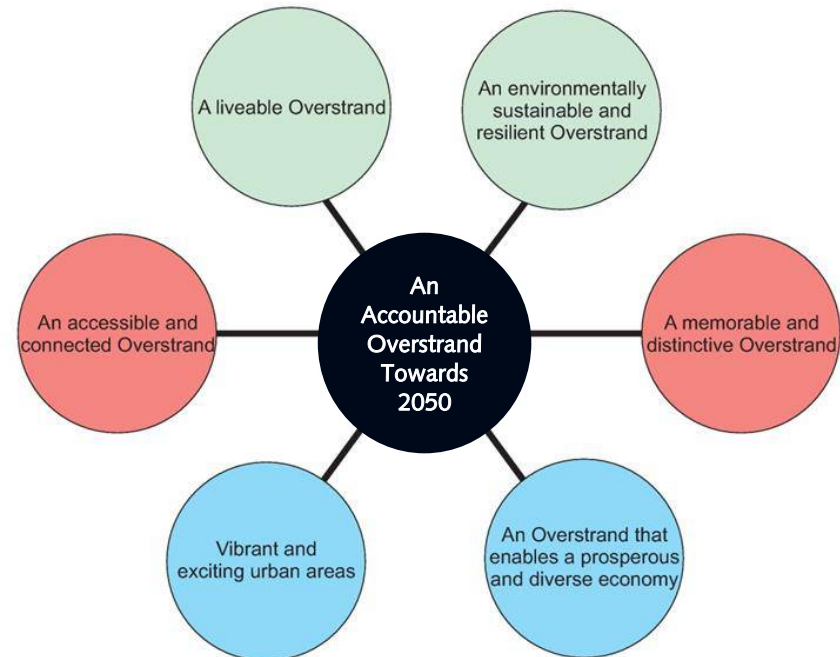 A liveable Overstrand
An environmentally
sustainable and
resilient Overstrand
An accessible and
connected Overstrand
An
Accountable
Overstrand
Towards
2050
A memorable and
distinctive Overstrand
Vibrant and
exciting urban areas
An Overstrand that
enables a prosperous
and diverse economy